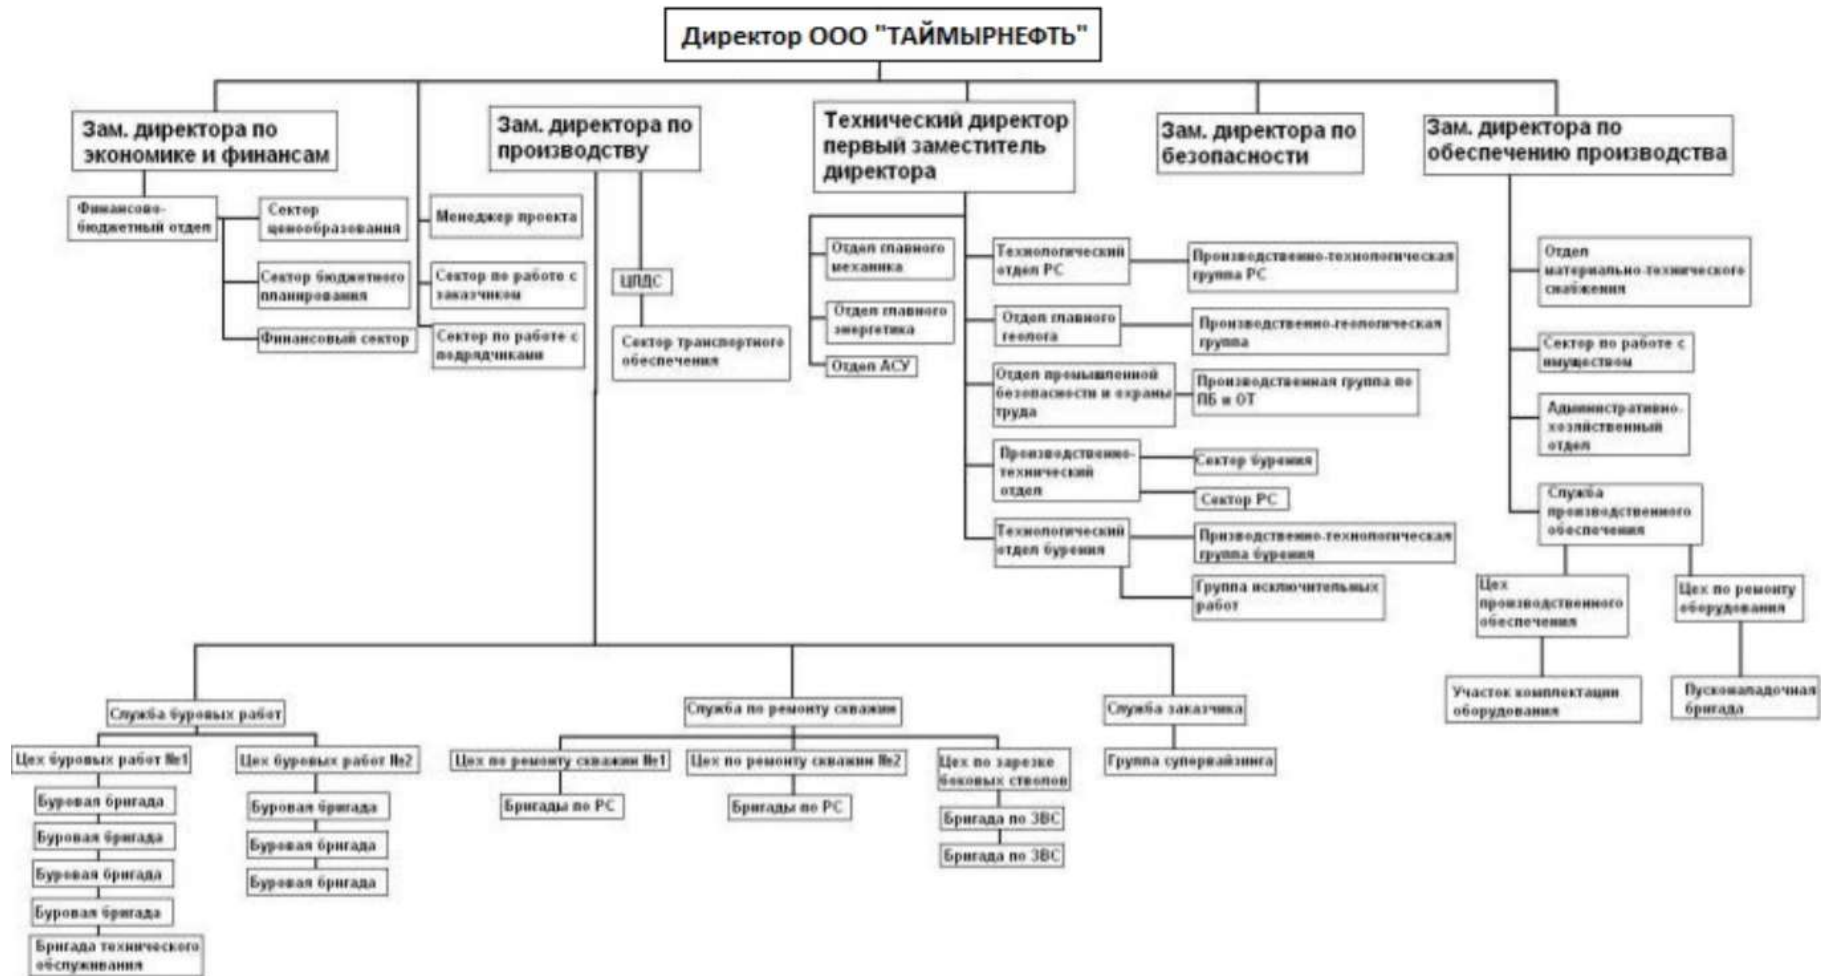 Директор ООО "ТАЙМЫРНЕФТЬ"
Зам. директора по
экономике и финансам
Зам. директора по
производству
Технический директор
первый заместитель
директора
Зам. директора по
безопасности
Зам. директора по
обеспечению производства
Финансово-
бюджетный отдел
Сектор
ценообразования
Сектор бюджетного
планирования
Финансовый сектор
Менеджер проекта
Сектор по работе с
заказчиком
Сектор по работе с
подрядчиками
ЦПДС
Сектор транспортного
обеспечения
Отдел главного
механика
Отдел главного
энергетика
Отдел АСУ
Технологический
отдел РС
Производственно-технологическая
группа РС
Отдел главного
геолога
Производственно-геологическая
группа
Отдел промышленной
безопасности и охраны
труда
Производственная группа по
ПБ и ОТ
Производственно-
технический
отдел
Сектор бурения
Сектор РС
Технологический
отдел бурения
Призводственно-технологическая
группа бурения
Группа исключительных
работ
Отдел
материально-технического
снабжения
Сектор по работе с
имуществом
Административно-
хозяйственный
отдел
Служба
производственного
обеспечения
Цех
производственного
обеспечения
Цех по ремонту
оборудования
Участок комплектации
оборудования
Пусконаладочная
бригада
Служба буровых работ
Цех буровых работ №1
Буровая бригада
Буровая бригада
Буровая бригада
Буровая бригада
Бригада технического
обслуживания
Цех буровых работ №2
Буровая бригада
Буровая бригада
Буровая бригада
Служба по ремонту скважин
Цех по ремонту скважин №1
Бригады по РС
Цех по ремонту скважин №2
Бригады по РС
Цех по зарезке
боковых стволов
Бригада по ЗВС
Бригада по ЗВС
Служба заказчика
Группа супервайзинга